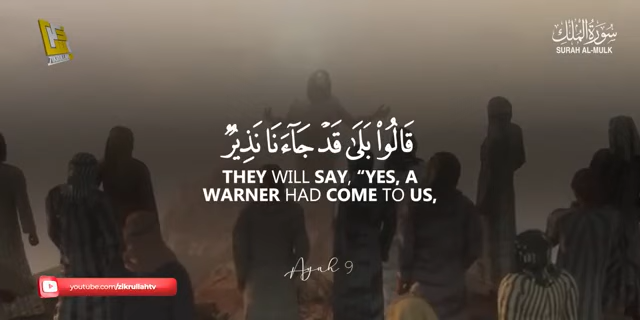 ZIKRULLAH
سُورَةُ المُلْكِ
SURAH AL-MULK
قَالُوا۟ بَلَىٰ قَدْ جَآءَنَا نَذِيرٌ
THEY WILL SAY, “YES, A
WARNER HAD COME TO US,
Ayah 9
youtube.com/zikrullahtv